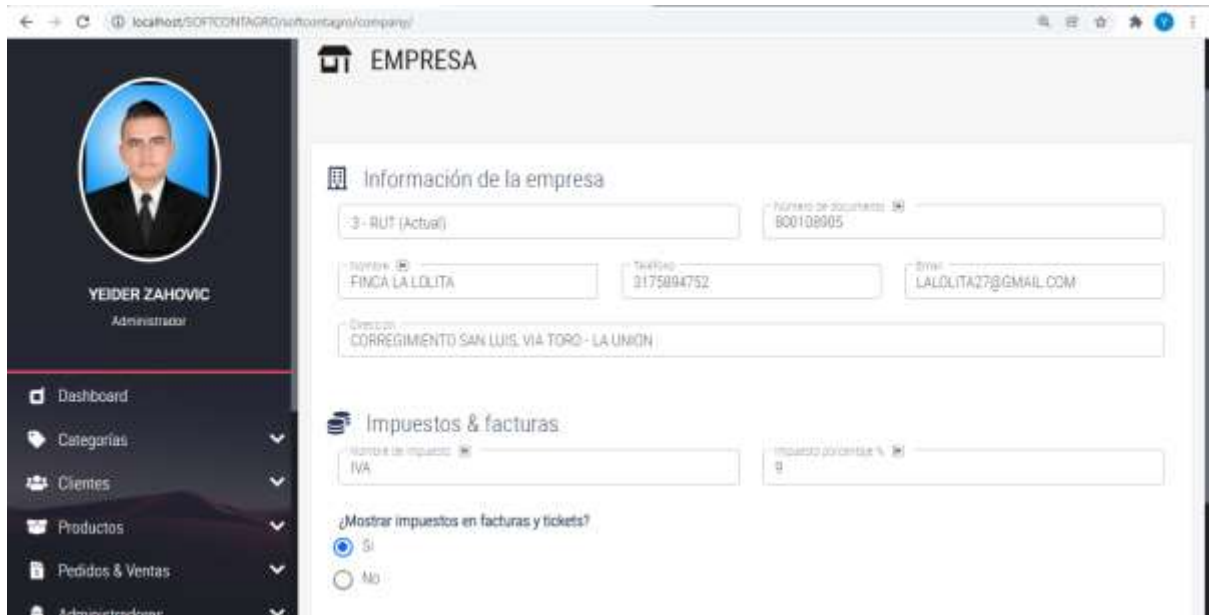 localhost/SOFTCONTAGRO/softcontagro/company/
Y
EMPRESA
Información de la empresa
3 - RUT (Actual)
Número de documento
800108905
Nombre
FINCA LA LOLITA
Teléfono
3175894752
Email
LALOLITA27@GMAIL.COM
Dirección
CORREGIMIENTO SAN LUIS, VIA TORO - LA UNION
YEIDER ZAHOVIC
Administrador
Dashboard
Categorías
Clientes
Productos
Pedidos & Ventas
Administradores
Impuestos & facturas
Nombre de impuesto
IVA
Impuesto porcentaje %
9
¿Mostrar impuestos en facturas y tickets?
Si
No